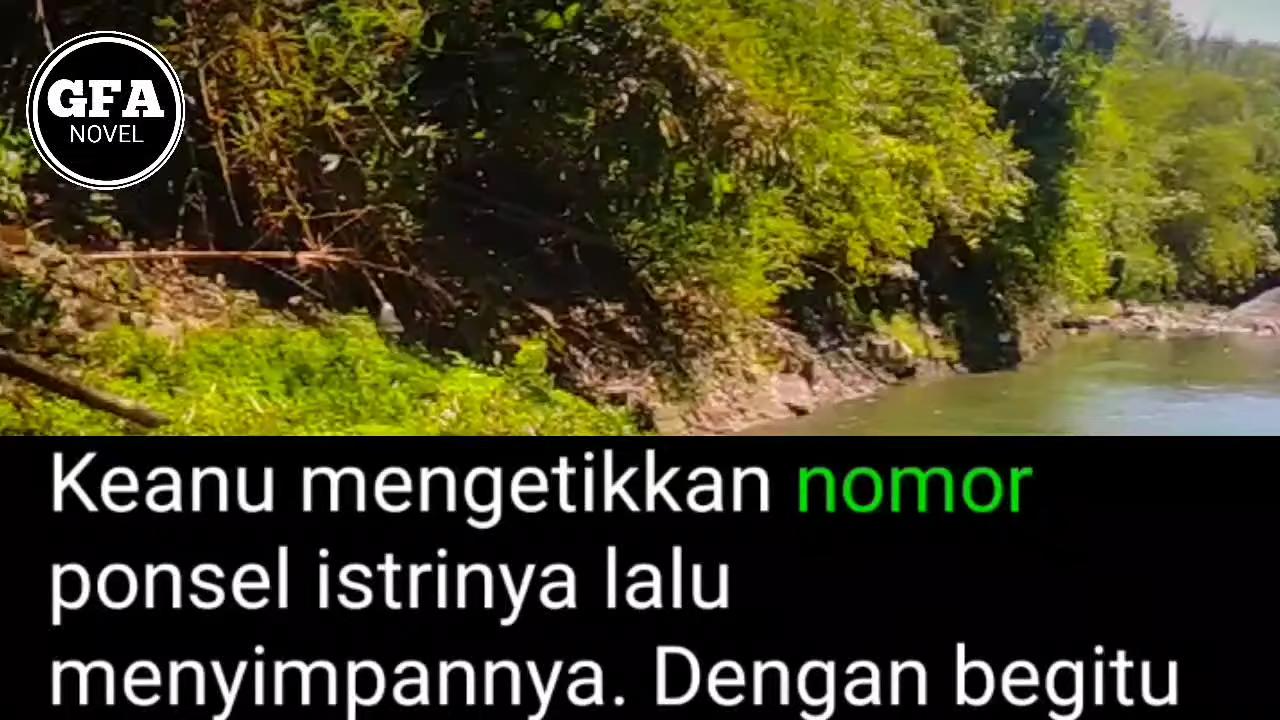 GFA
NOVEL
Keanu mengetikkan nomor
ponsel istrinya lalu
menyimpannya. Dengan begitu